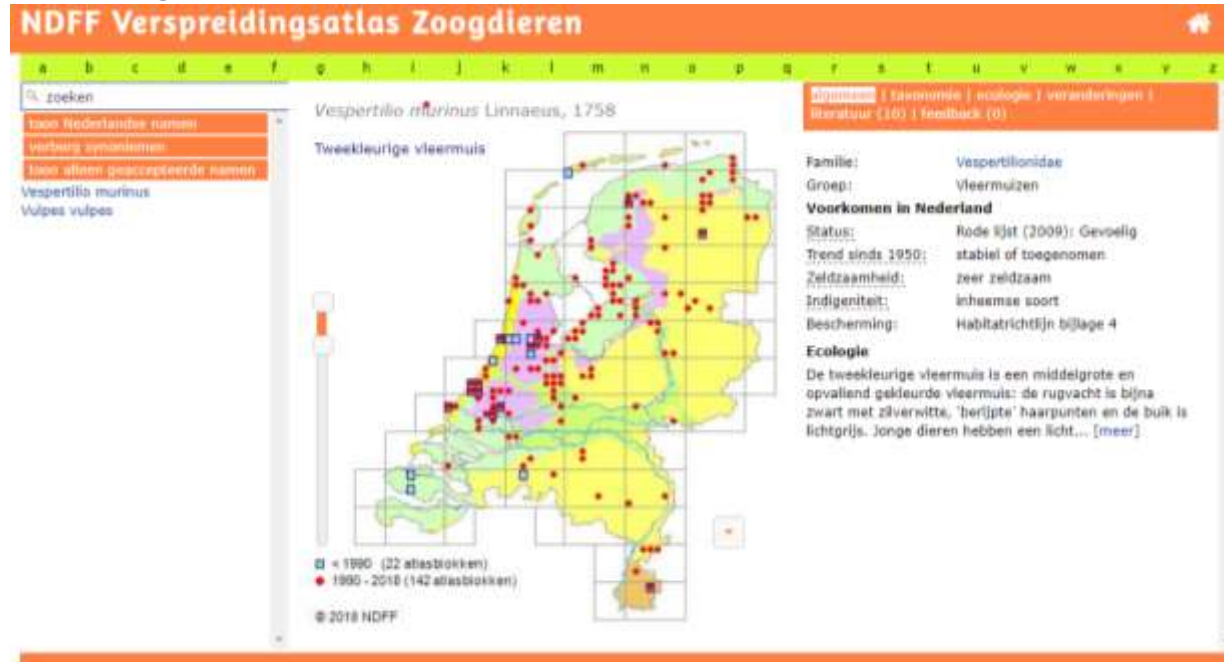 NDFF Verspreidingsatlas Zoogdieren
a b c d e f g h i j k l m n o p q r s t u v w x y z
zoeken
toon Nederlandse namen
verberg synoniemen
toon alleen geaccepteerde namen
Vespertilio murinus
Vulpes vulpes
Vespertilio murinus Linnaeus, 1758
Tweekleurige vleermuis
< 1990 (22 atlasblokken)
1990 - 2018 (142 atlasblokken)
© 2018 NDFF
algemeen | taxonomie | ecologie | veranderingen |
literatuur (10) | feedback (0)
Familie: Vespertilionidae
Groep: Vleermuizen
Voorkomen in Nederland
Status: Rode lijst (2009): Gevoelig
Trend sinds 1950: stabiel of toegenomen
Zeldzaamheid: zeer zeldzaam
Indigeniteit: inheemse soort
Bescherming: Habitatrichtlijn bijlage 4
Ecologie
De tweekleurige vleermuis is een middelgrote en
opvallend gekleurde vleermuis: de rugvacht is bijna
zwart met zilverwitte, 'berijpte' haarpunten en de buik is
lichtgrijs. Jonge dieren hebben een licht... [meer]